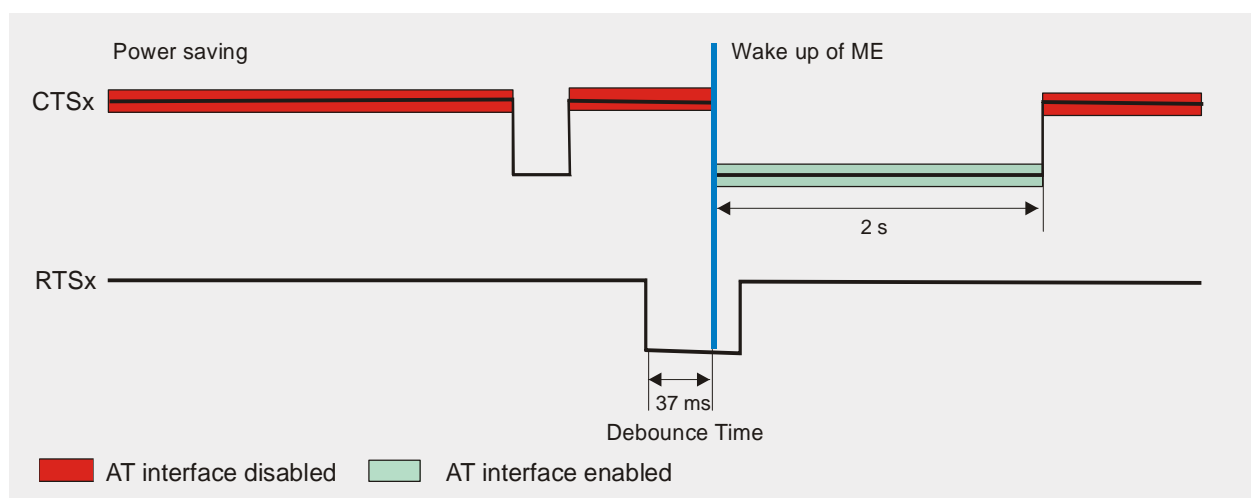 Power saving
Wake up of ME
CTSx
2 s
RTSx
37 ms
Debounce Time
AT interface disabled
AT interface enabled